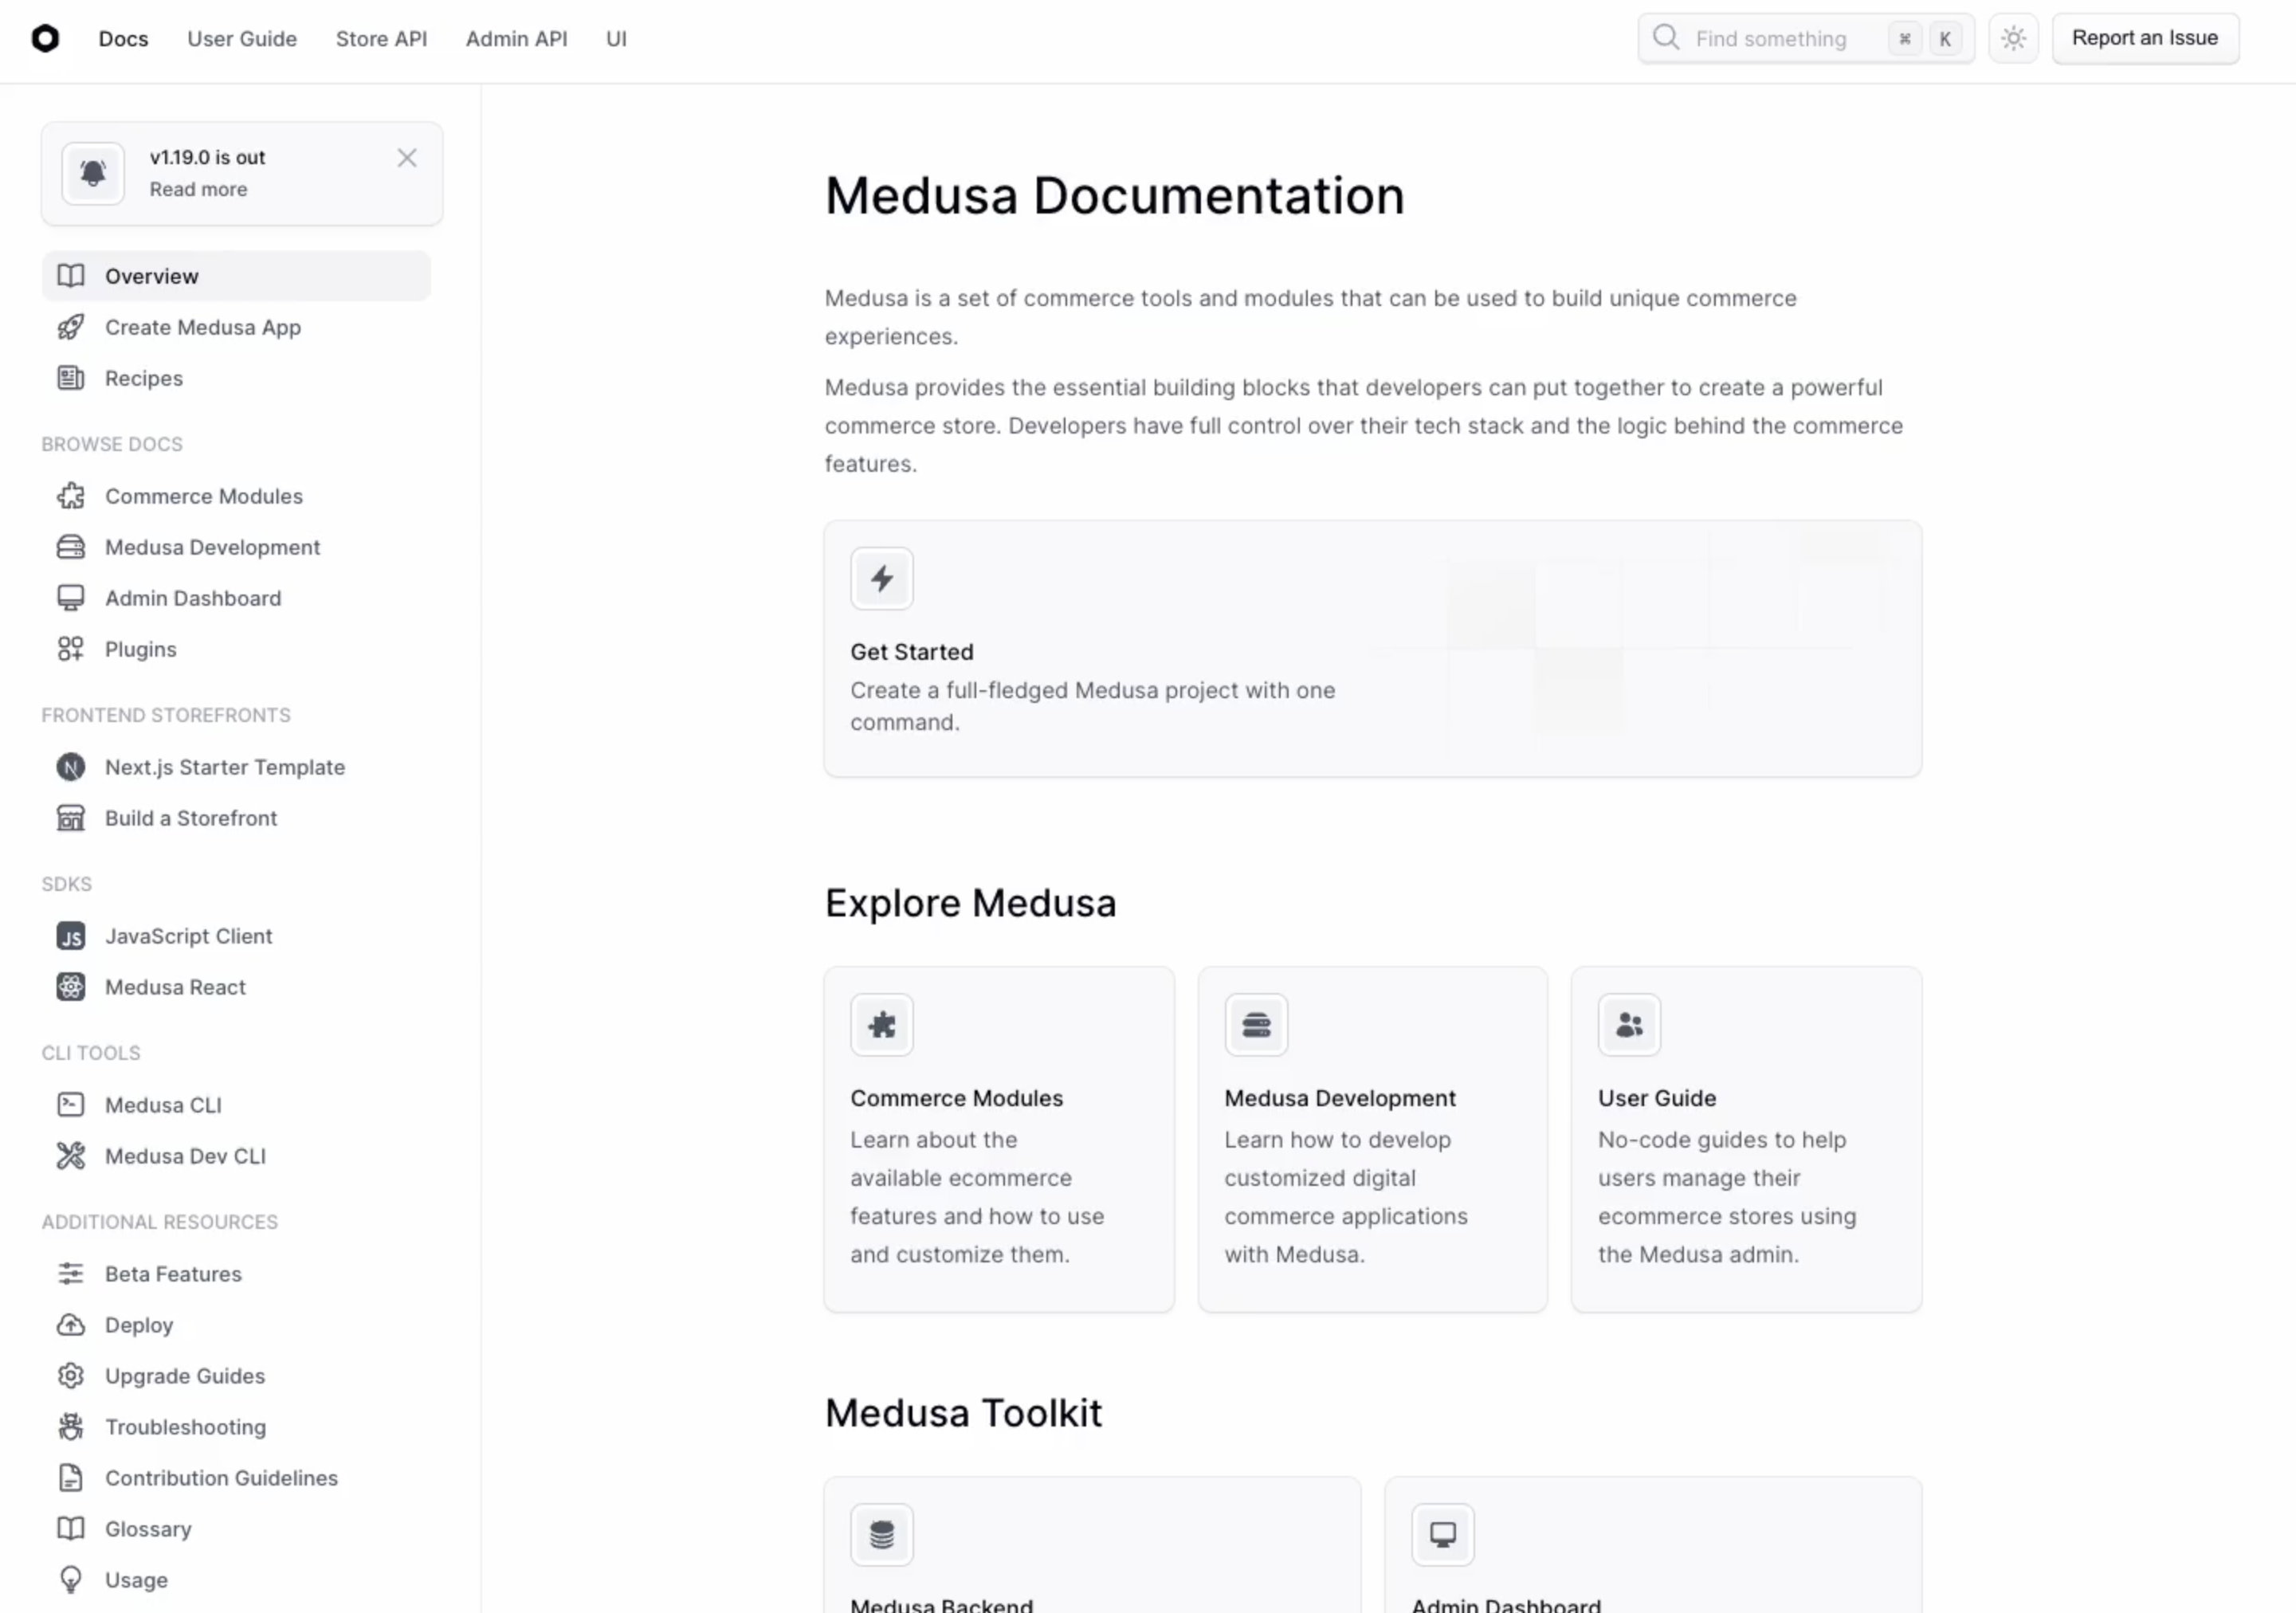 Docs
User Guide
Store API
Admin API
UI
Find something
⌘
K
Report an Issue
v1.19.0 is out
Read more
Overview
Create Medusa App
Recipes
BROWSE DOCS
Commerce Modules
Medusa Development
Admin Dashboard
Plugins
FRONTEND STOREFRONTS
N
Next.js Starter Template
Build a Storefront
SDKS
JS
JavaScript Client
Medusa React
CLI TOOLS
Medusa CLI
Medusa Dev CLI
ADDITIONAL RESOURCES
Beta Features
Deploy
Upgrade Guides
Troubleshooting
Contribution Guidelines
Glossary
Usage
Medusa Documentation
Medusa is a set of commerce tools and modules that can be used to build unique commerce
experiences.
Medusa provides the essential building blocks that developers can put together to create a powerful
commerce store. Developers have full control over their tech stack and the logic behind the commerce
features.
Get Started
Create a full-fledged Medusa project with one
command.
Explore Medusa
Commerce Modules
Learn about the
available ecommerce
features and how to use
and customize them.
Medusa Development
Learn how to develop
customized digital
commerce applications
with Medusa.
User Guide
No-code guides to help
users manage their
ecommerce stores using
the Medusa admin.
Medusa Toolkit
Medusa Backend
Admin Dashboard